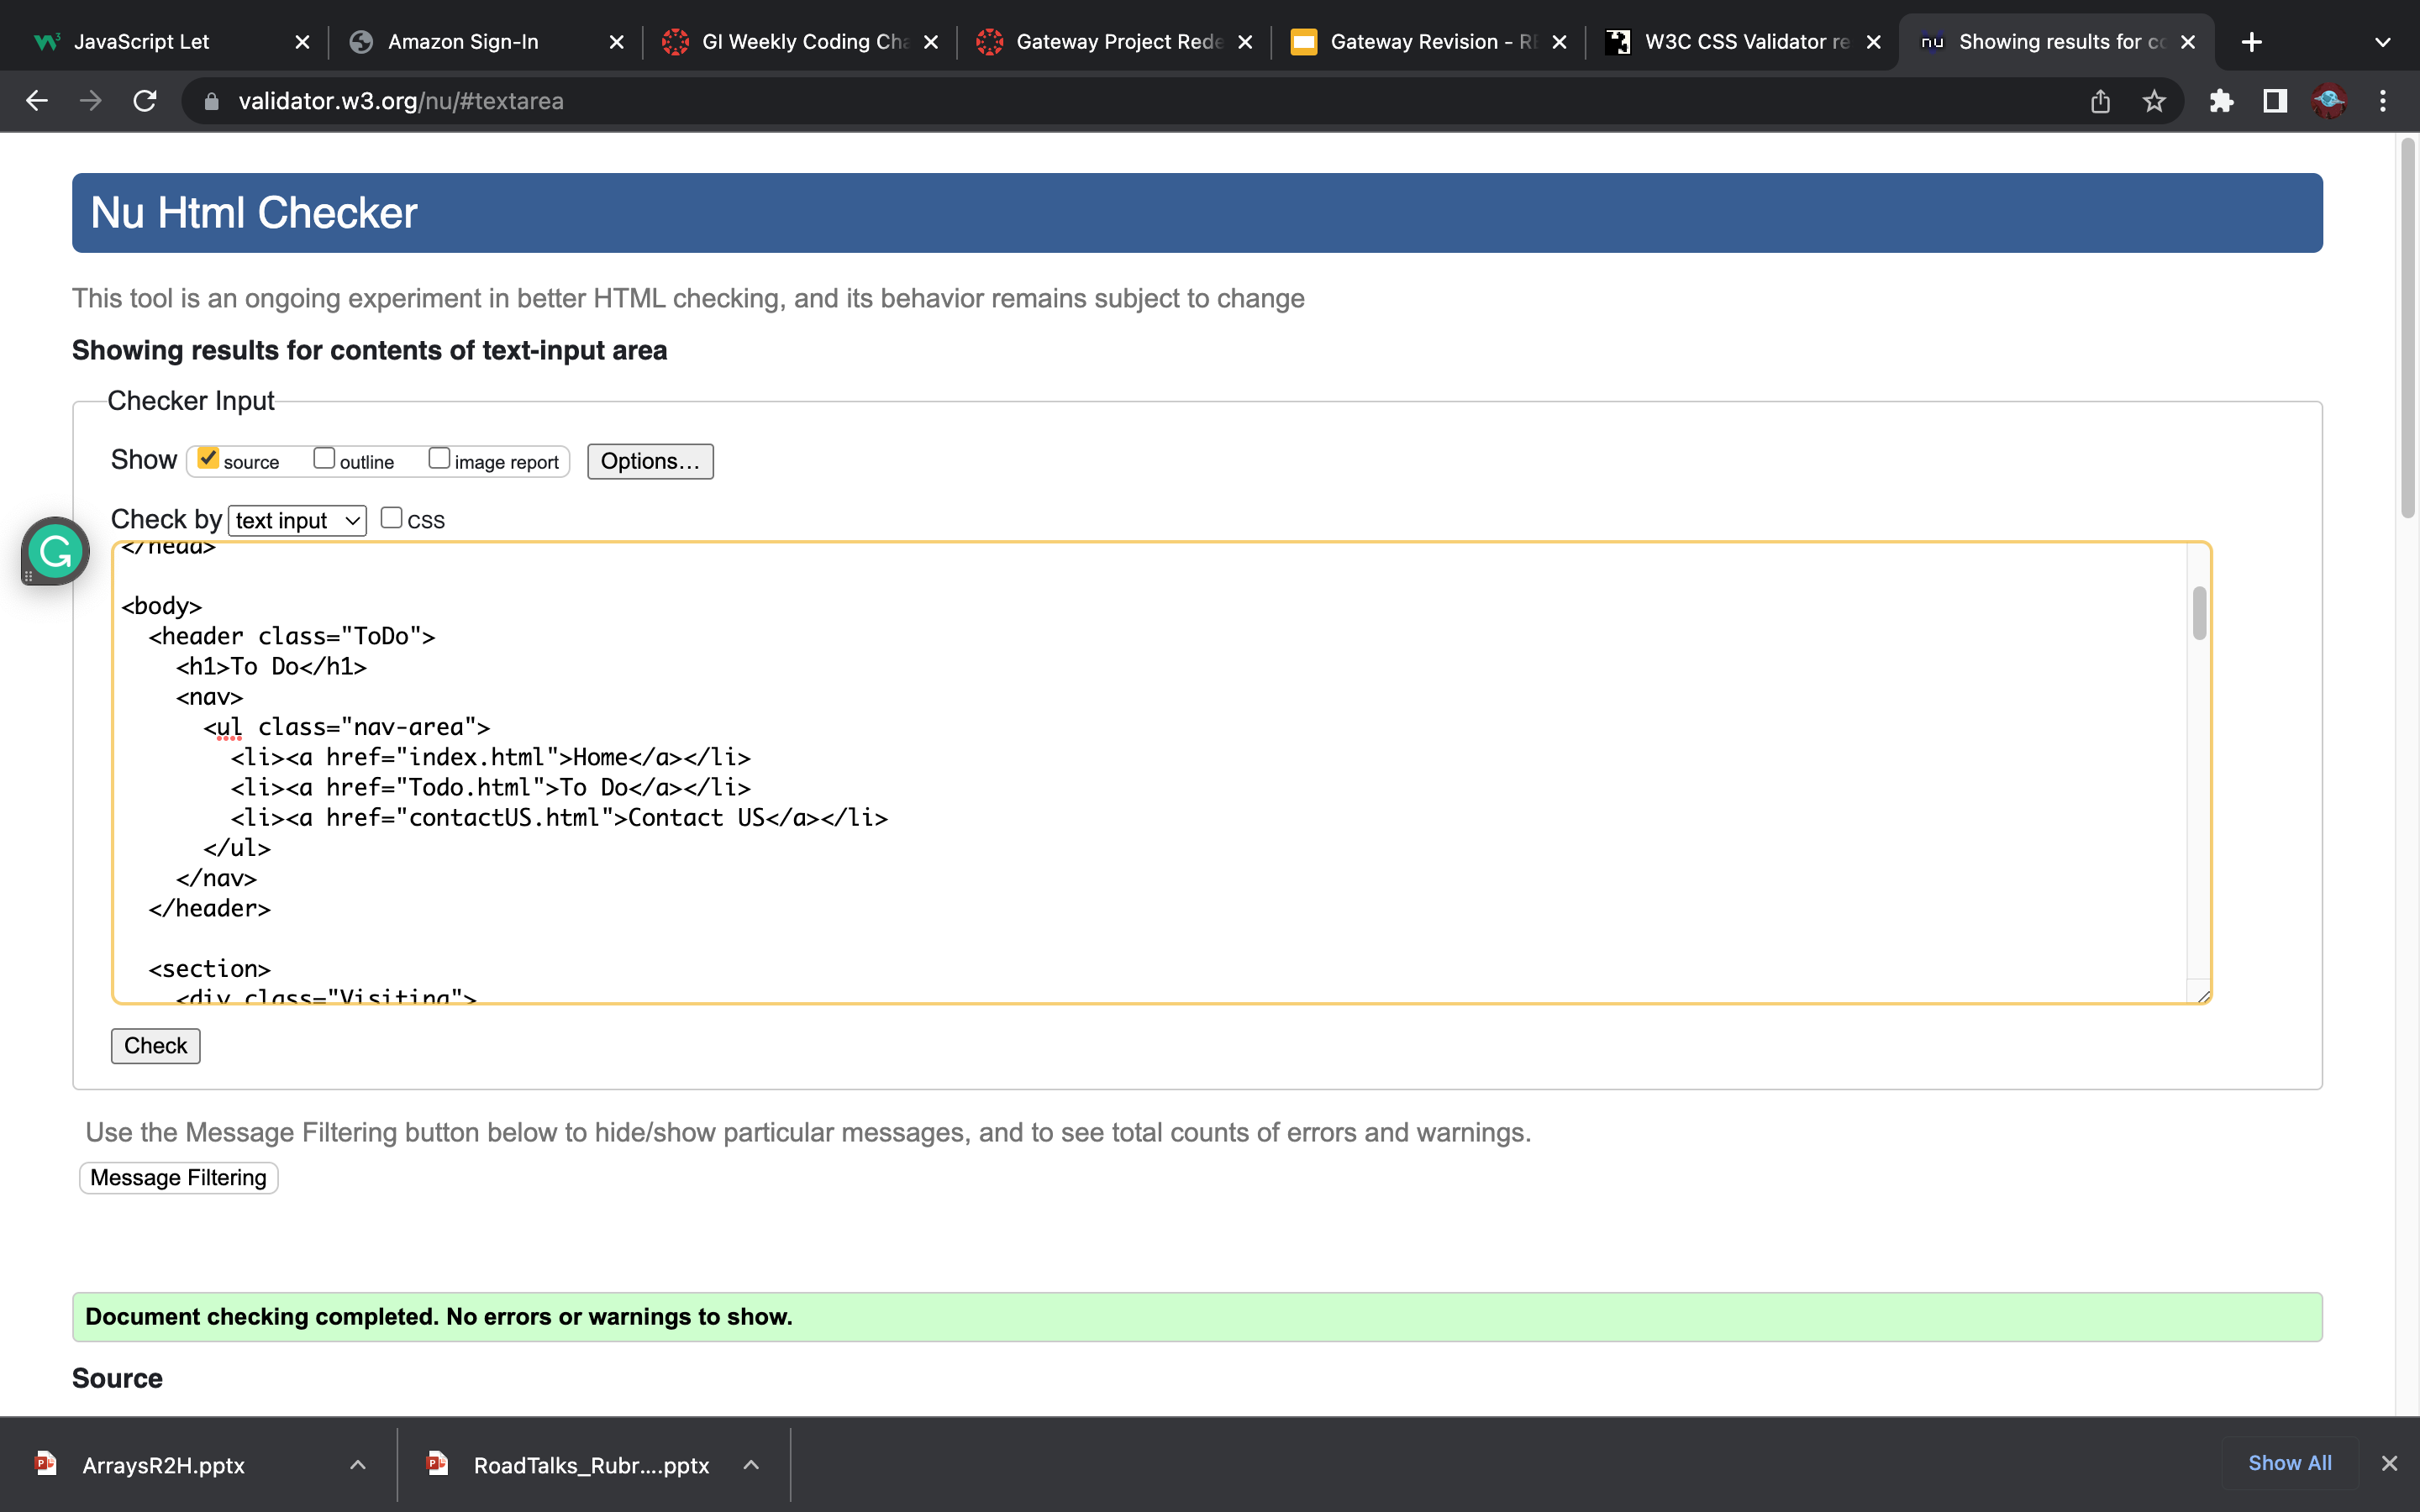 JavaScript Let
Amazon Sign-In
GI Weekly Coding Cha
Gateway Project Rede
Gateway Revision - RE
W3C CSS Validator re
nu Showing results for co
validator.w3.org/nu/#textarea
Nu Html Checker
This tool is an ongoing experiment in better HTML checking, and its behavior remains subject to change
Showing results for contents of text-input area
Checker Input
Show source outline image report Options...
Check by text input CSS
</head>
<body>
<header class="ToDo">
<h1>To Do</h1>
<nav>
<ul class="nav-area">
<li><a href="index.html">Home</a></li>
<li><a href="Todo.html">To Do</a></li>
<li><a href="contactUS.html">Contact US</a></li>
</ul>
</nav>
</header>
<section>
<div class="Visiting">
Check
Use the Message Filtering button below to hide/show particular messages, and to see total counts of errors and warnings.
Message Filtering
Document checking completed. No errors or warnings to show.
Source
ArraysR2H.pptx
RoadTalks_Rubr....pptx
Show All